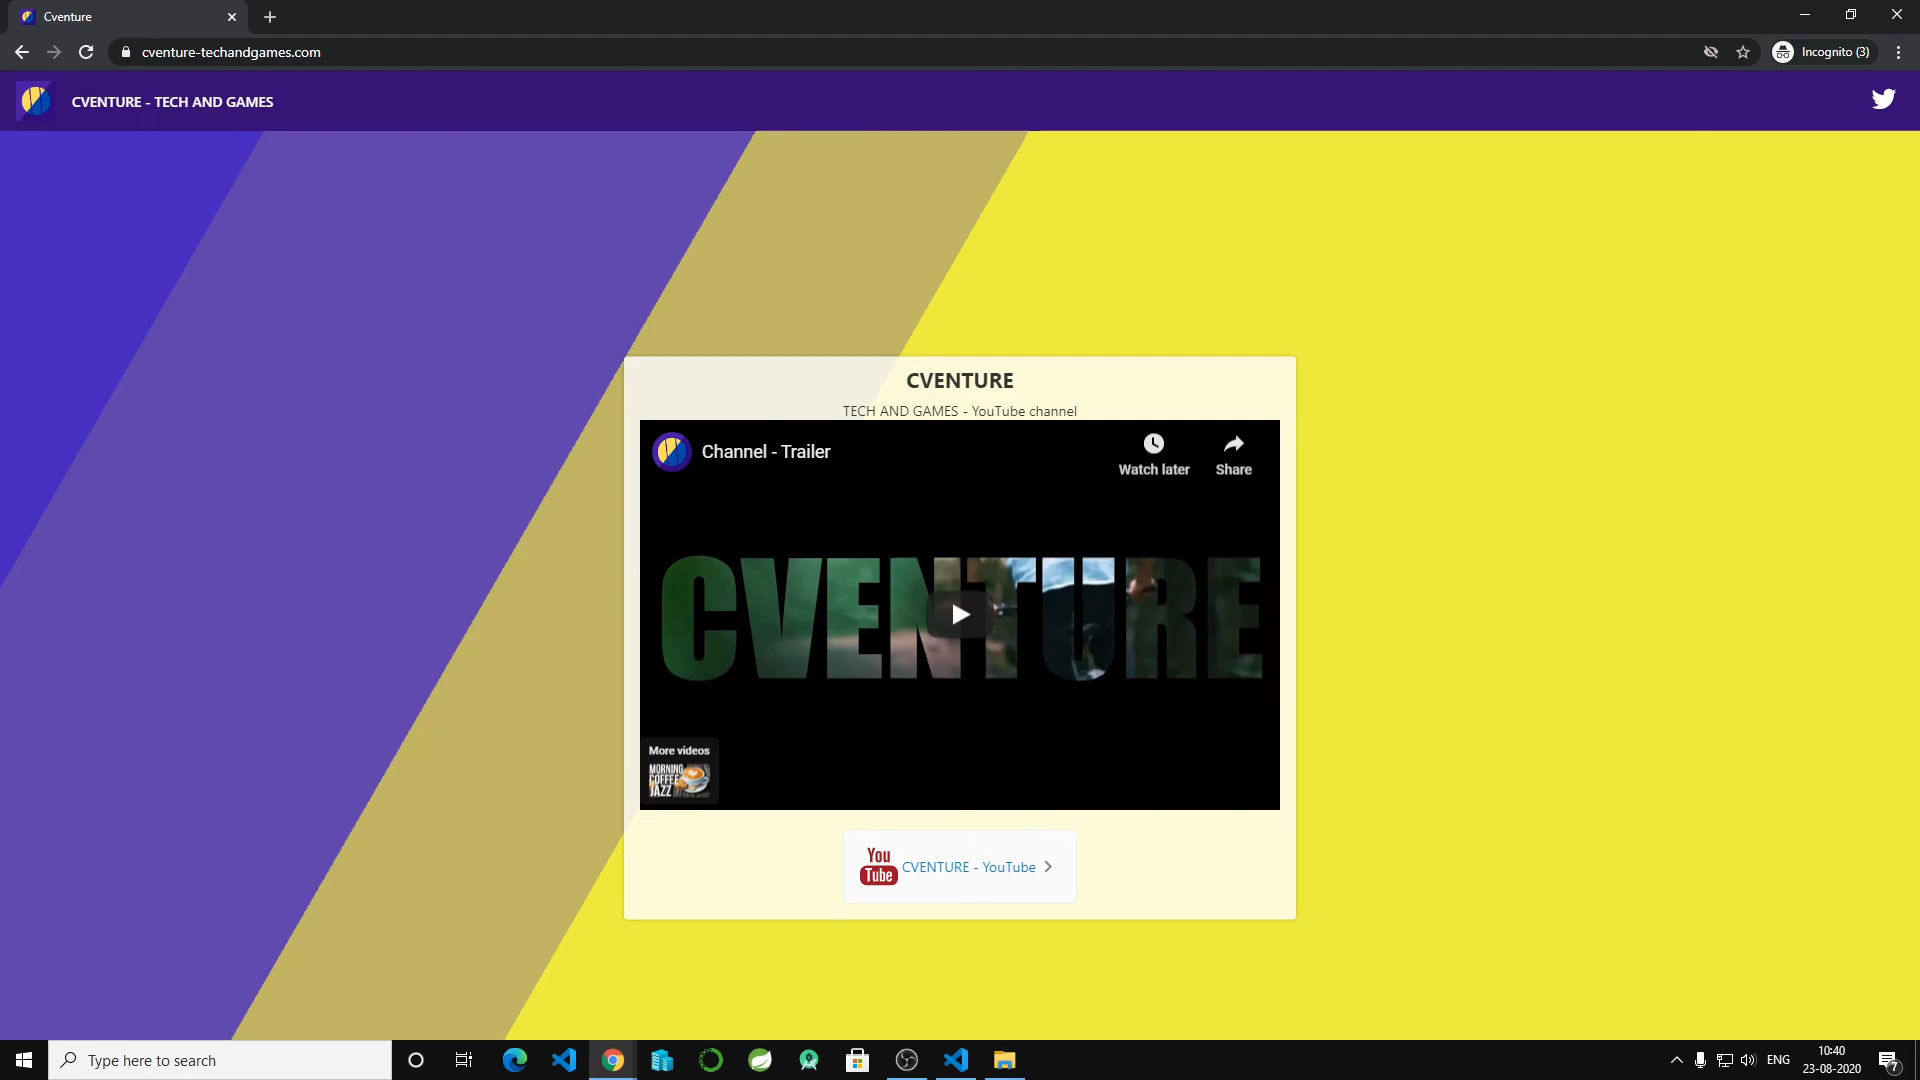 Cventure
cventure-techandgames.com
Incognito (3)
CVENTURE - TECH AND GAMES
CVENTURE
TECH AND GAMES - YouTube channel
Channel - Trailer
Watch later
Share
CVENTURE
More videos
MORNING
COFFEE
JAZZ
You
Tube
CVENTURE - YouTube
Type here to search
ENG
10:40
23-08-2020
7